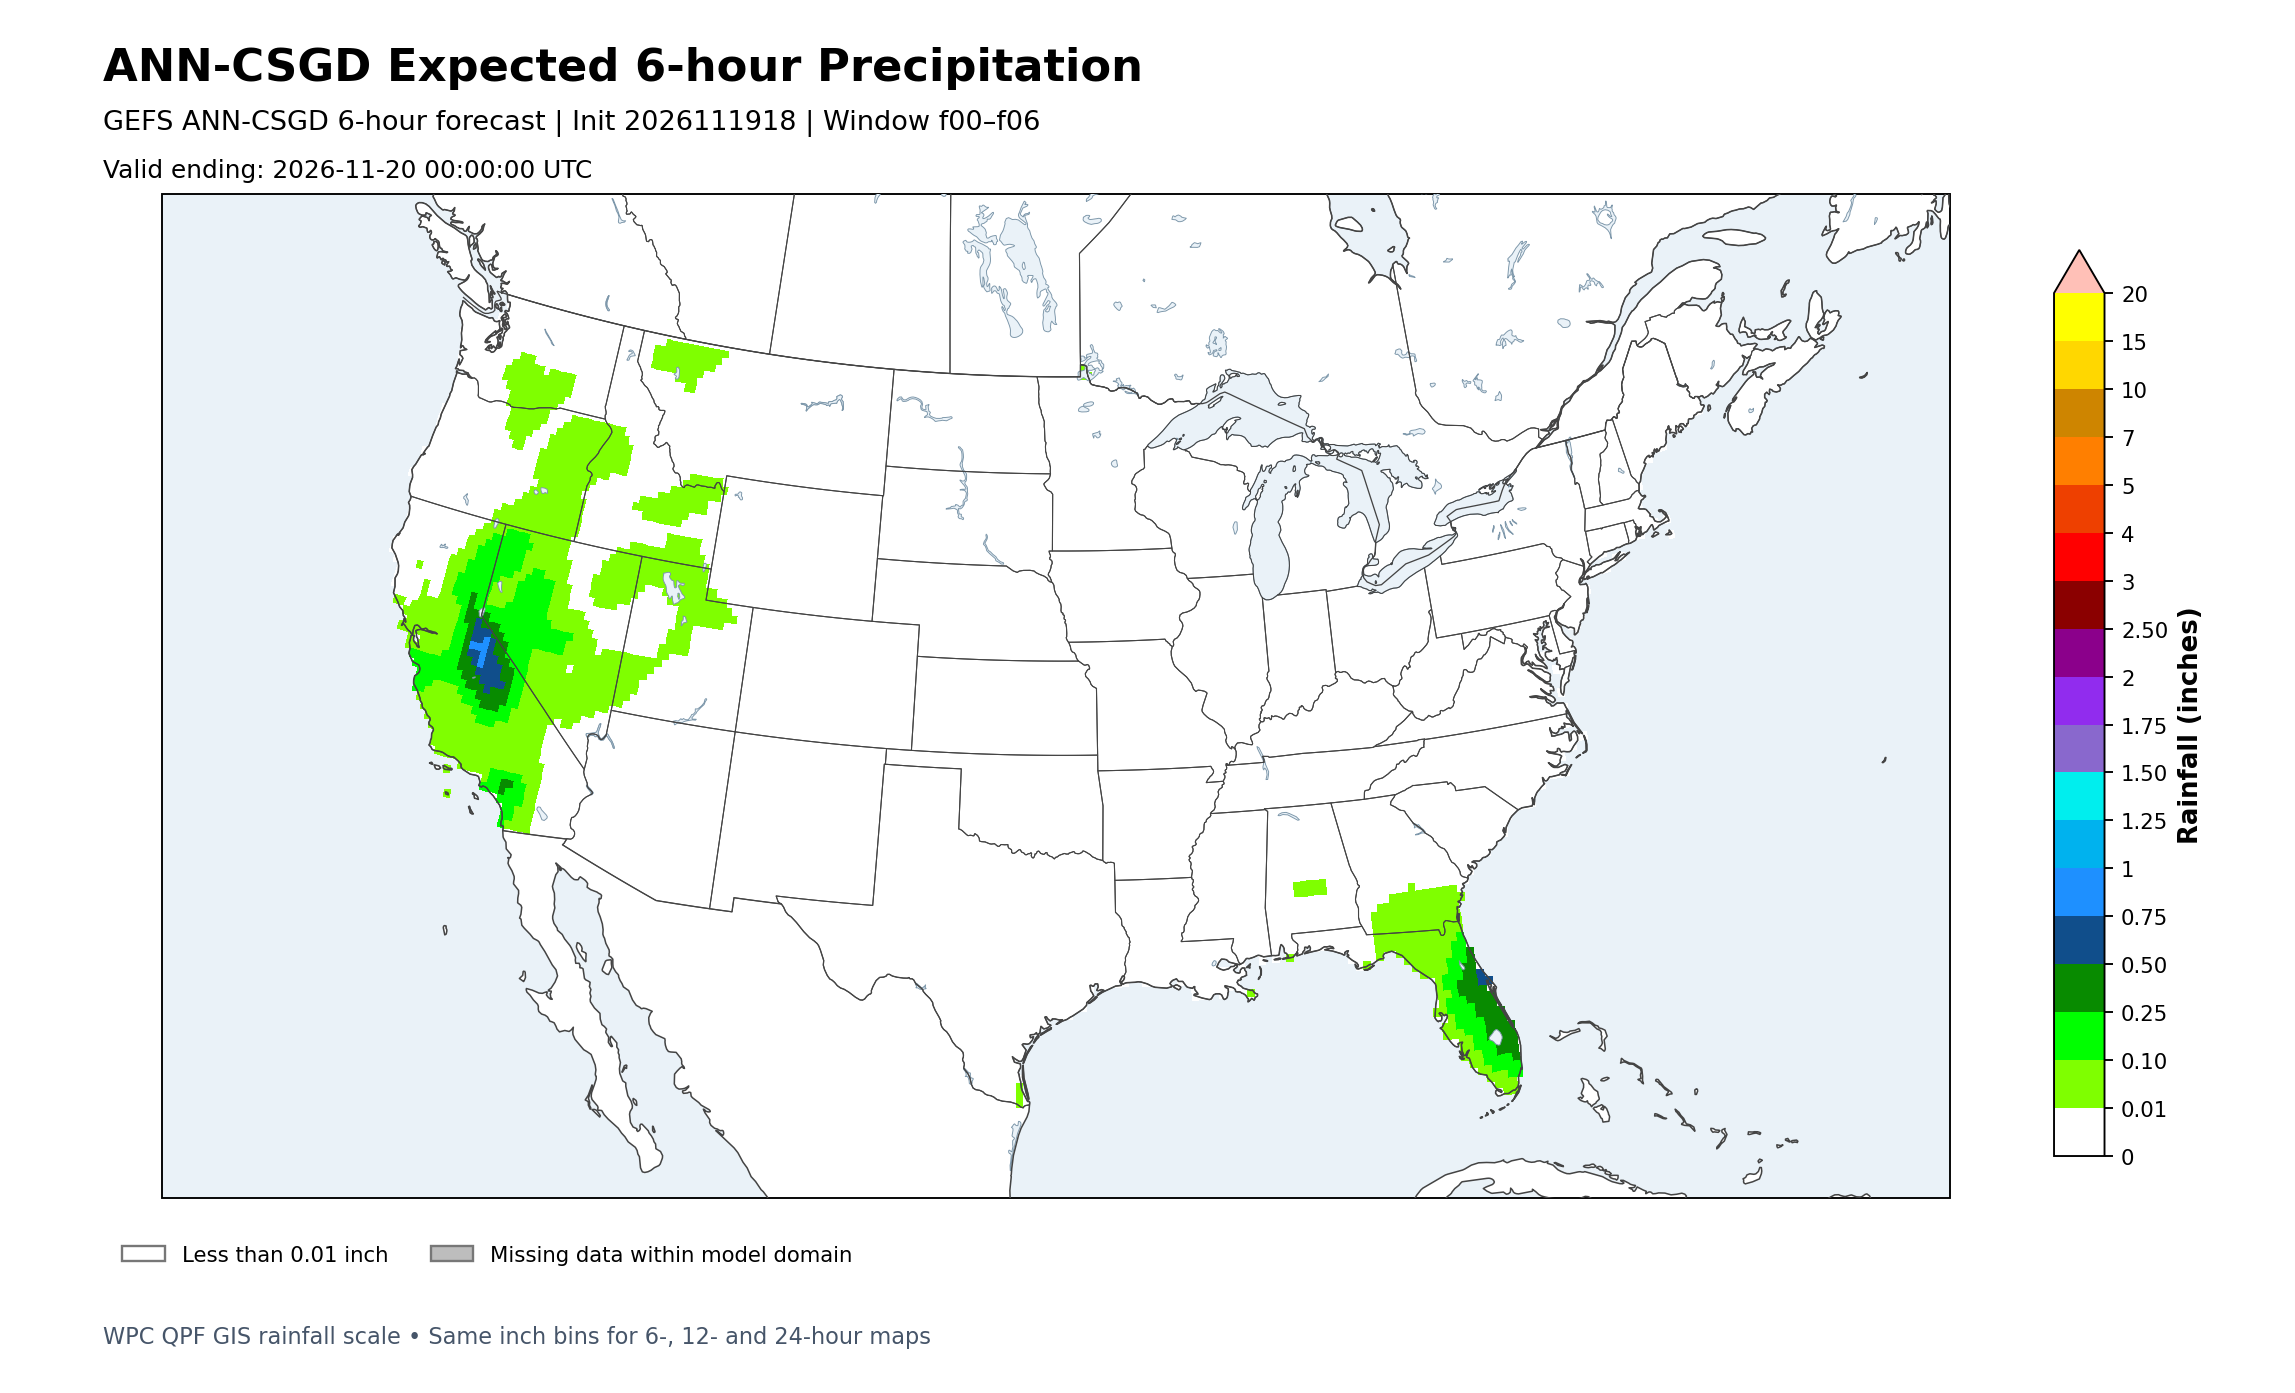 ANN-CSGD Expected 6-hour Precipitation
GEFS ANN-CSGD 6-hour forecast | Init 2026111918 | Window f00–f06
Valid ending: 2026-11-20 00:00:00 UTC
20
15
10
7
5
4
3
2.50
2
1.75
1.50
1.25
1
0.75
0.50
0.25
0.10
0.01
0
Rainfall (inches)
Less than 0.01 inch
Missing data within model domain
WPC QPF GIS rainfall scale • Same inch bins for 6-, 12- and 24-hour maps